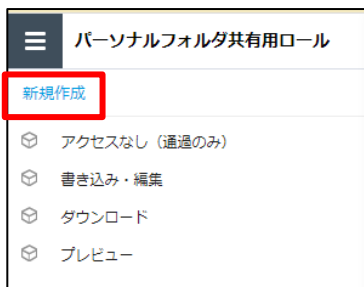 パーソナルフォルダ共有用ロール
新規作成
アクセスなし（通過のみ）
書き込み・編集
ダウンロード
プレビュー